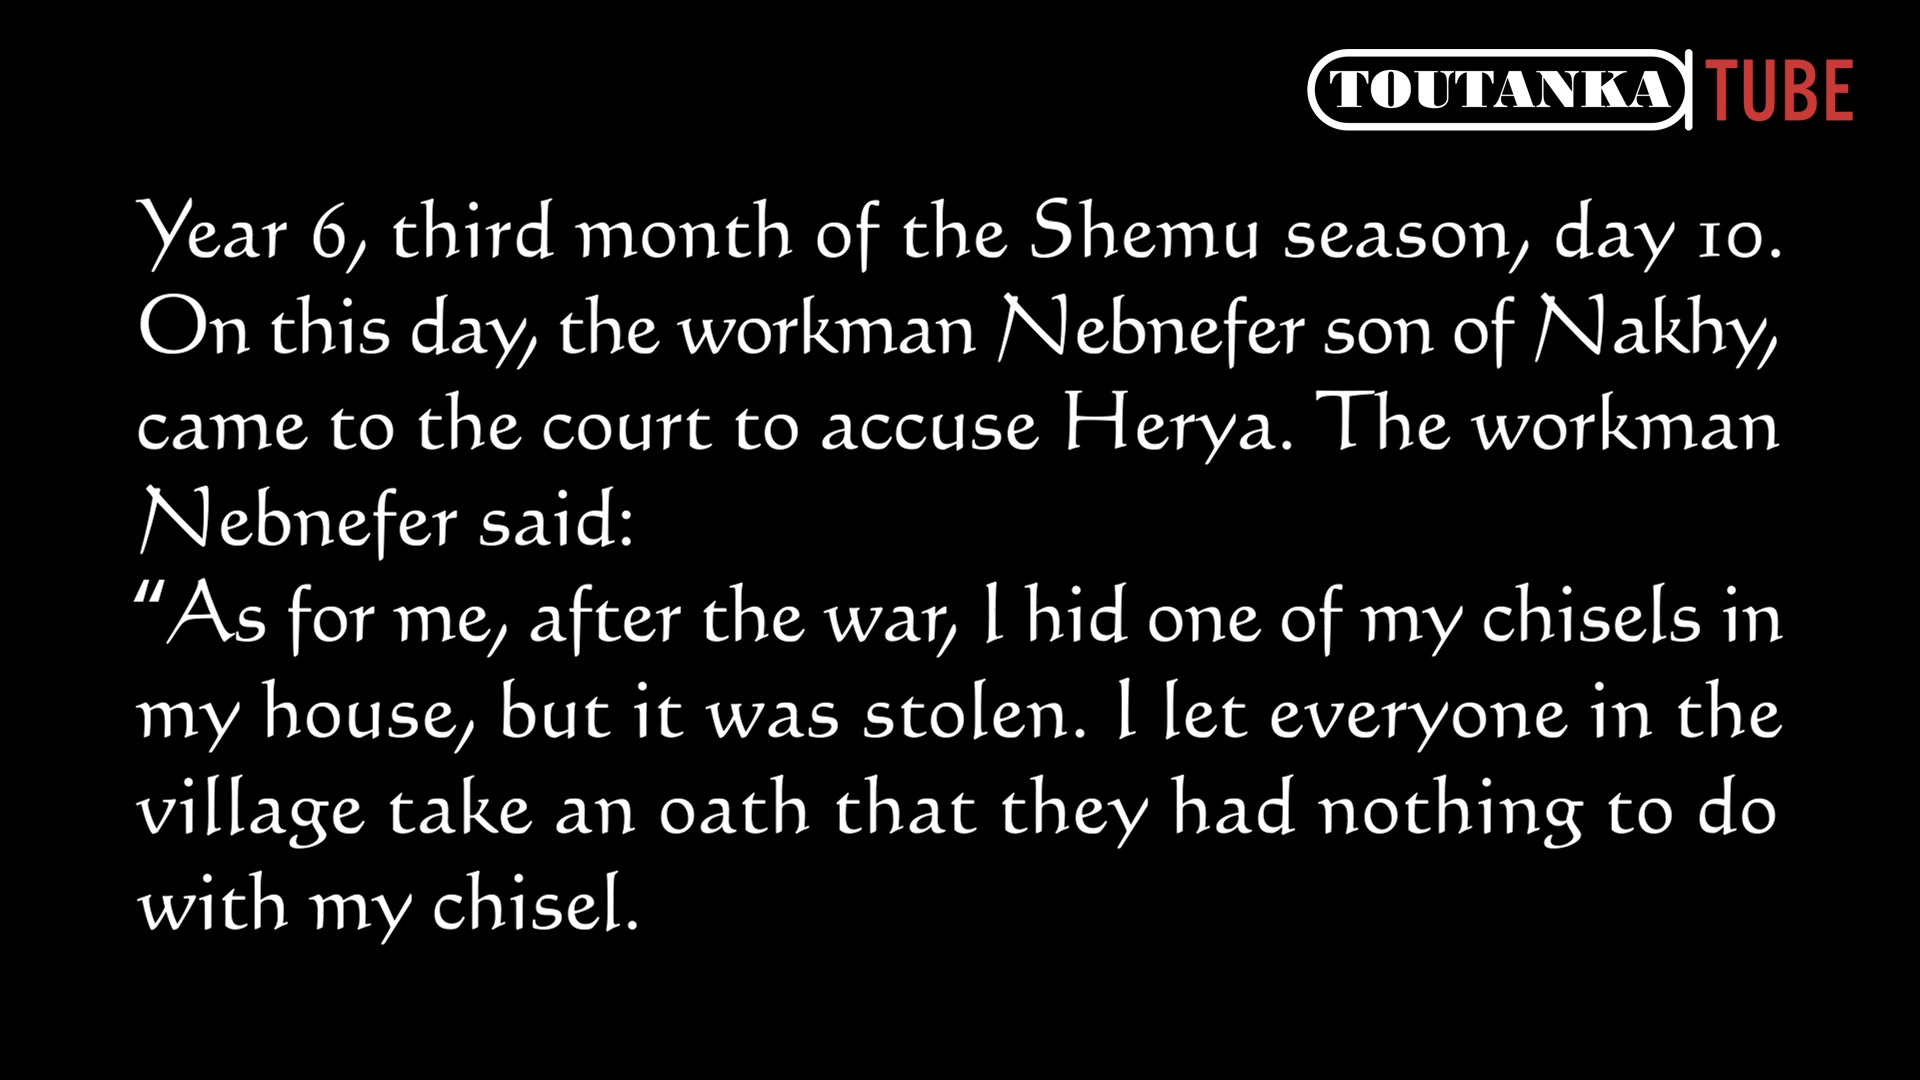 TOUTANKA TUBE
Year 6, third month of the Shemu season, day 10.
On this day, the workman Nebnefer son of Nakhy,
came to the court to accuse Herya. The workman
Nebnefer said:
“As for me, after the war, I hid one of my chisels in
my house, but it was stolen. I let everyone in the
village take an oath that they had nothing to do
with my chisel.